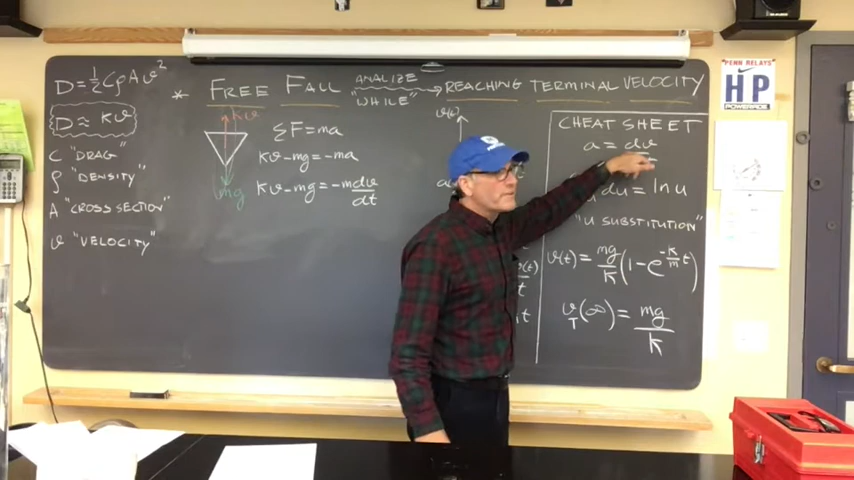 D = 1/2 CρAv²
D ≈ kv
C "DRAG"
ρ "DENSITY"
A "CROSS SECTION"
v "VELOCITY"
* FREE FALL ANALIZE "WHILE" → REACHING TERMINAL VELOCITY
kv
mg
ΣF = ma
kv - mg = -ma
kv - mg = -m dv/dt
v(t)
CHEAT SHEET
a = dv
du = ln u
"U SUBSTITUTION"
v(t) = mg/k (1 - e^(-k/m t))
v_T(∞) = mg/k
PENN RELAYS
HP